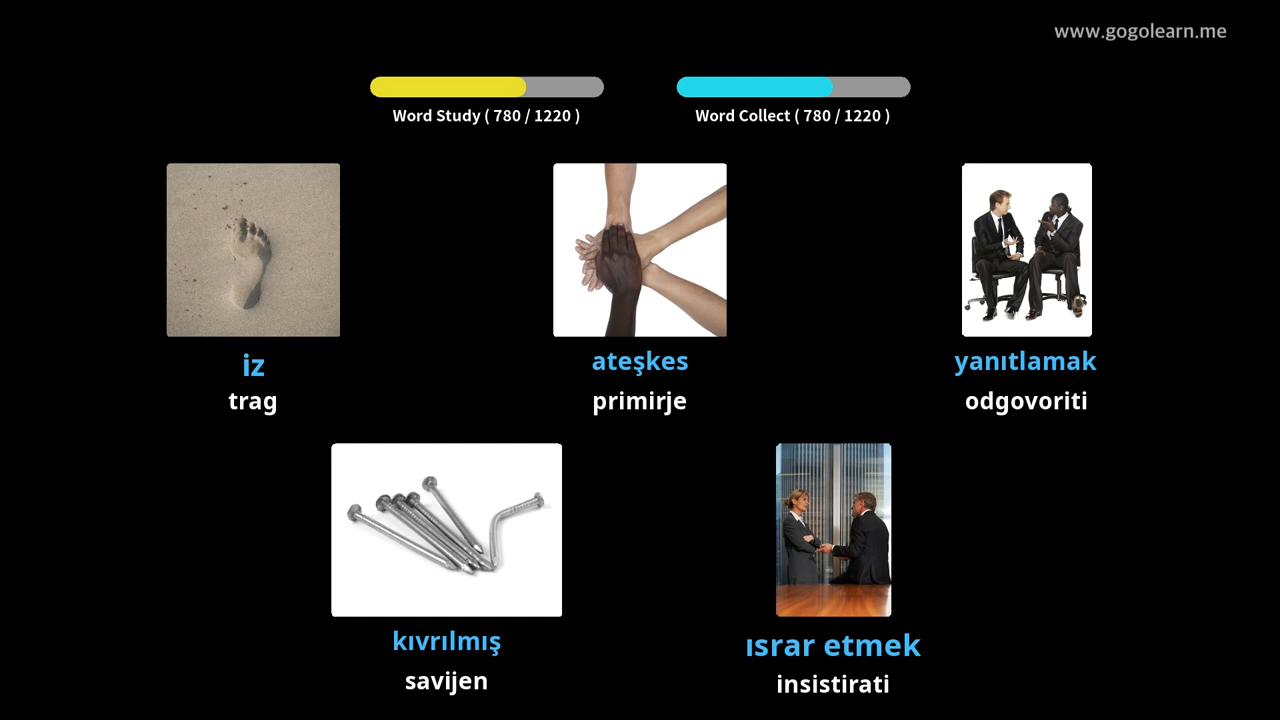 www.gogolearn.me
Word Study ( 780 / 1220 )
Word Collect ( 780 / 1220 )
iz
trag
ateşkes
primirje
yanıtlamak
odgovoriti
kıvrılmış
savijen
ısrar etmek
insistirati